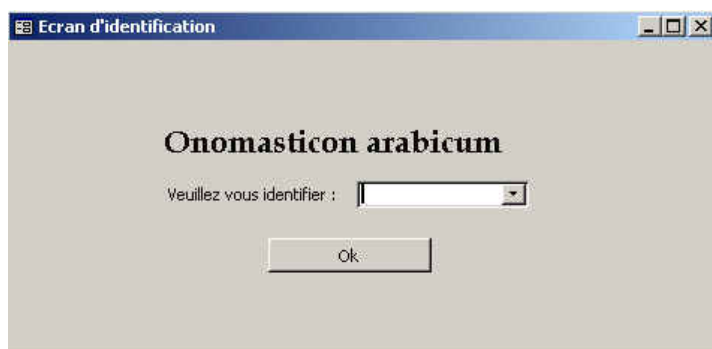 Ecran d'identification
Onomasticon arabicum
Veuillez vous identifier :
Ok